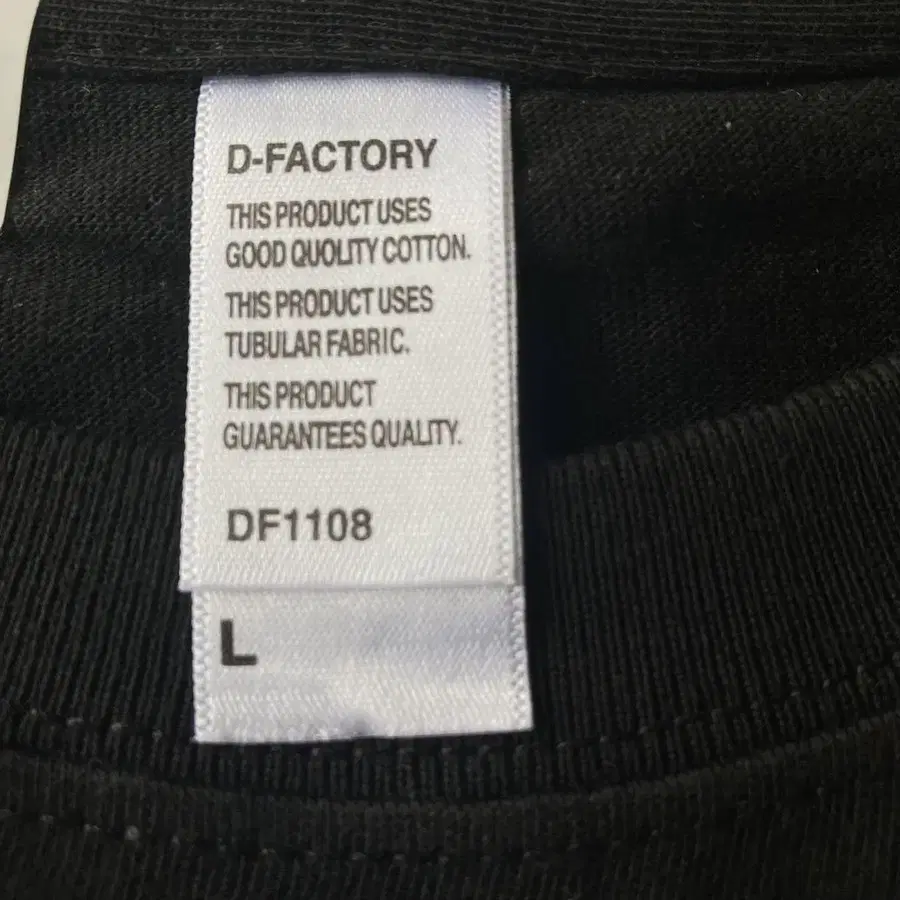 D-FACTORY
THIS PRODUCT USES
GOOD QUOLITY COTTON.
THIS PRODUCT USES
TUBULAR FABRIC.
THIS PRODUCT
GUARANTEES QUALITY.
DF1108
L